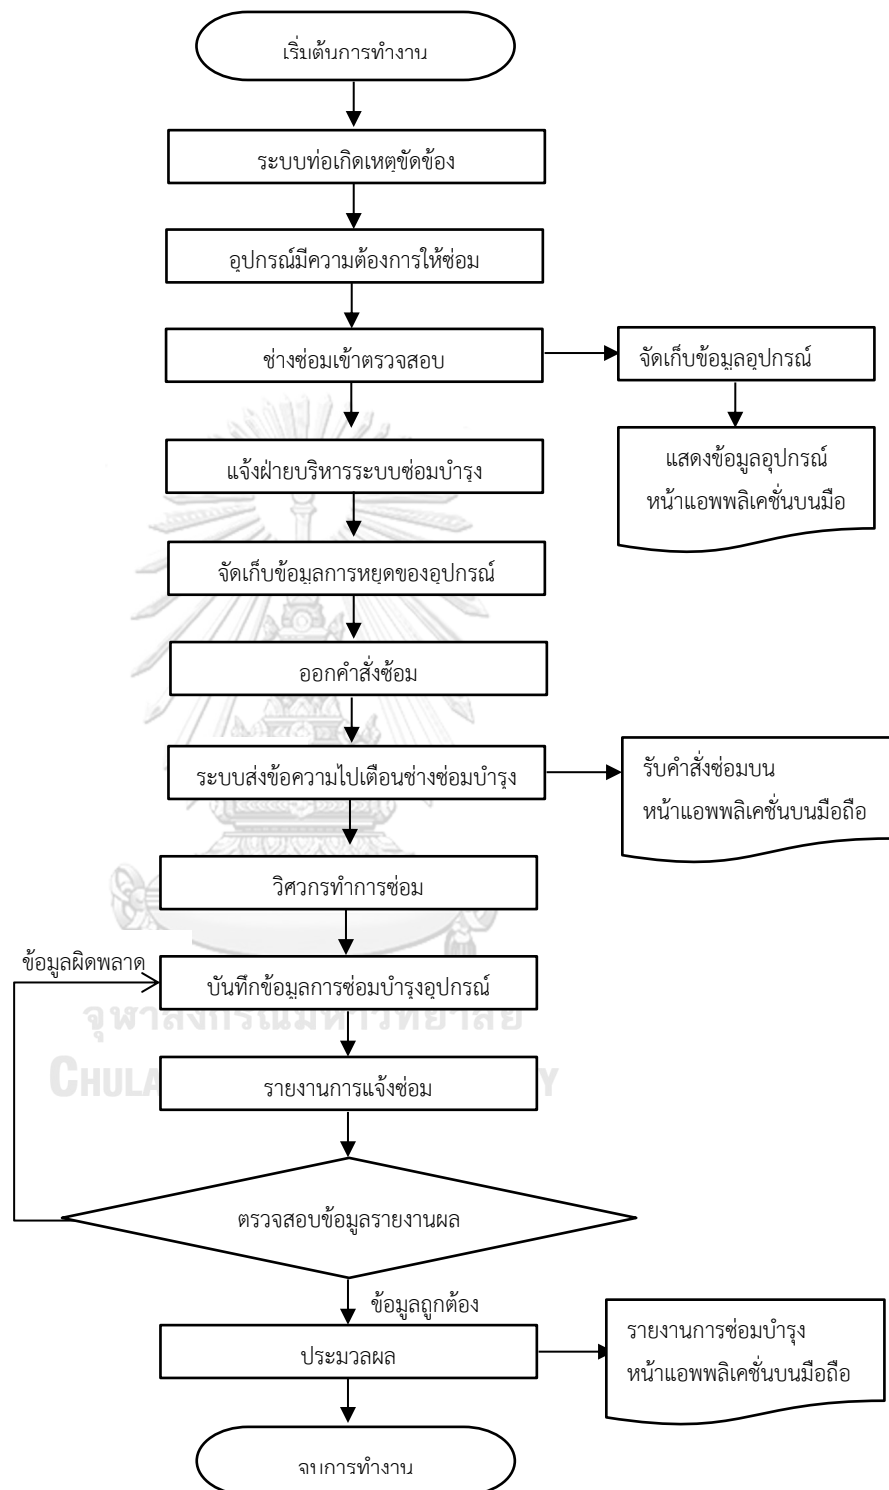 เริ่มต้นการทำงาน
ระบบท่อเกิดเหตุขัดข้อง
อุปกรณ์มีความต้องการให้ซ่อม
ช่างซ่อมเข้าตรวจสอบ
จัดเก็บข้อมูลอุปกรณ์
แสดงข้อมูลอุปกรณ์
หน้าแอพพลิเคชั่นบนมือ
แจ้งฝ่ายบริหารระบบซ่อมบำรุง
จัดเก็บข้อมูลการหยุดของอุปกรณ์
ออกคำสั่งซ้อม
ระบบส่งข้อความไปเตือนช่างซ่อมบำรุง
รับคำสั่งซ่อมบน
หน้าแอพพลิเคชั่นบนมือถือ
วิศวกรทำการซ่อม
ข้อมูลผิดพลาด
บันทึกข้อมูลการซ่อมบำรุงอุปกรณ์
จุฬาลงกรณ์มหาวิทยาลัย
รายงานการแจ้งซ่อม
ตรวจสอบข้อมูลรายงานผล
ข้อมูลถูกต้อง
ประมวลผล
รายงานการซ่อมบำรุง
หน้าแอพพลิเคชั่นบนมือถือ
จบการทำงาน